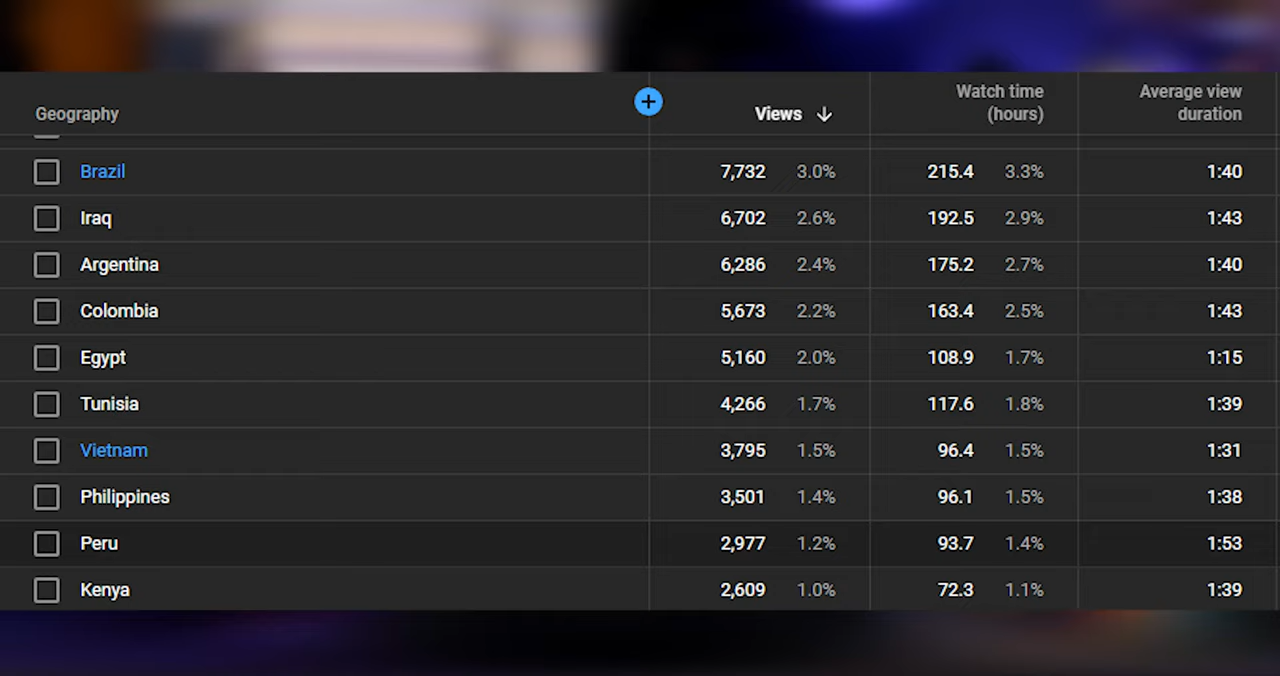 Geography Views Watch time (hours) Average view duration
Brazil 7,732 3.0% 215.4 3.3% 1:40
Iraq 6,702 2.6% 192.5 2.9% 1:43
Argentina 6,286 2.4% 175.2 2.7% 1:40
Colombia 5,673 2.2% 163.4 2.5% 1:43
Egypt 5,160 2.0% 108.9 1.7% 1:15
Tunisia 4,266 1.7% 117.6 1.8% 1:39
Vietnam 3,795 1.5% 96.4 1.5% 1:31
Philippines 3,501 1.4% 96.1 1.5% 1:38
Peru 2,977 1.2% 93.7 1.4% 1:53
Kenya 2,609 1.0% 72.3 1.1% 1:39